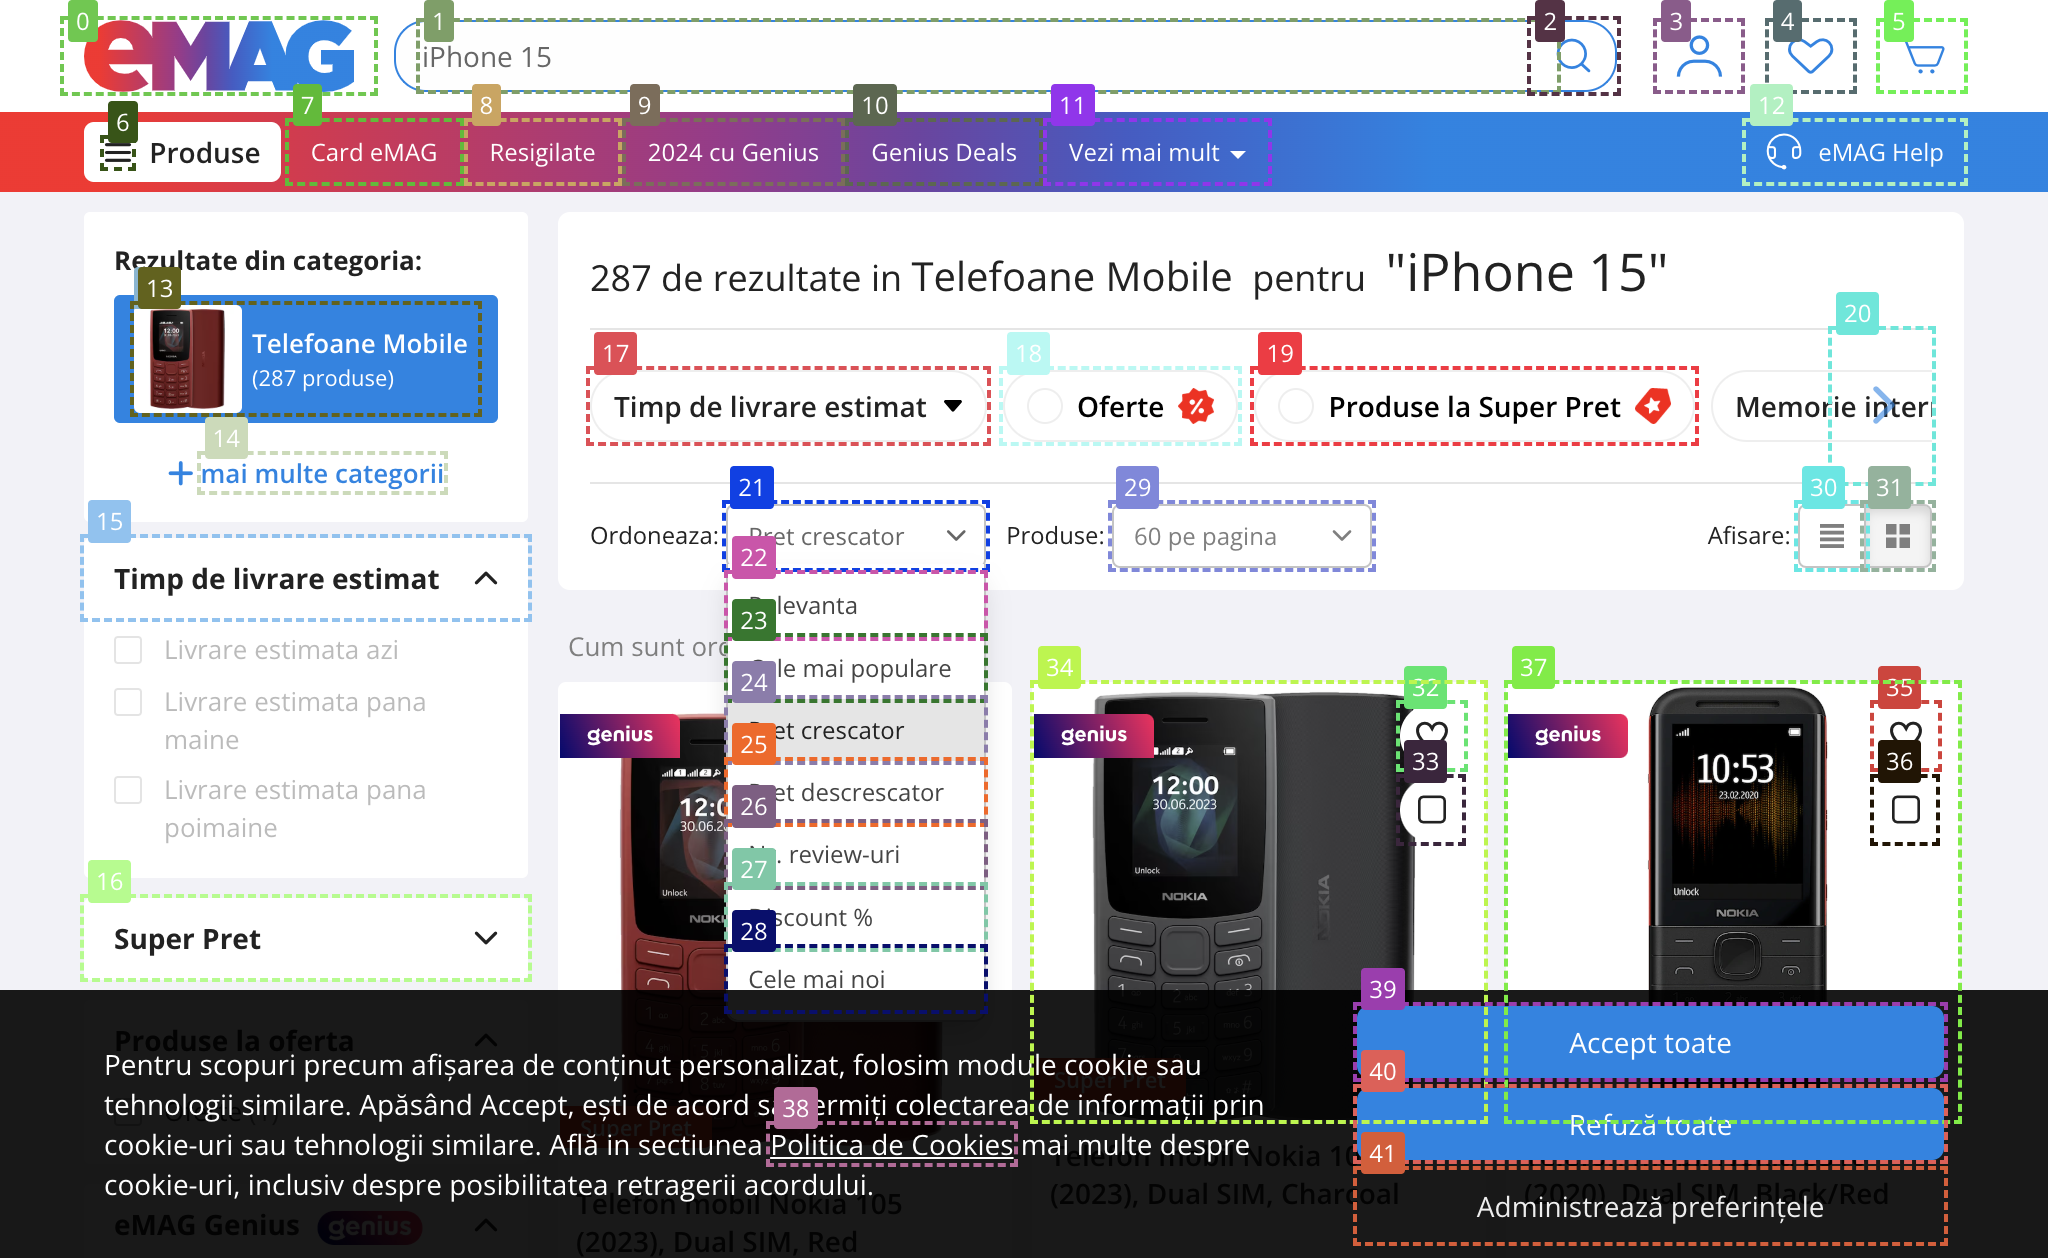 eMAG
iPhone 15
Produse
Card eMAG
Resigilate
2024 cu Genius
Genius Deals
Vezi mai mult
eMAG Help
0
1
2
3
4
5
6
7
8
9
10
11
12
Rezultate din categoria:
13
Telefoane Mobile
(287 produse)
14
mai multe categorii
15
Timp de livrare estimat
Livrare estimata azi
Livrare estimata pana
maine
Livrare estimata pana
poimaine
16
Super Pret
Produse la oferta
eMAG Genius genius
287 de rezultate in Telefoane Mobile pentru "iPhone 15"
17
Timp de livrare estimat
18
Oferte
19
Produse la Super Pret
20
Memorie inter
Ordoneaza:
21
Pret crescator
Produse:
29
60 pe pagina
Afisare:
30
31
22
Relevanta
23
Cele mai populare
24
Pret crescator
25
Pret descrescator
26
Nr. review-uri
27
Discount %
28
Cele mai noi
Cum sunt ord
genius
12:0
30.06.2
Unlock
NOKI
34
genius
32
33
12:00
30.06.2023
Unlock
NOKIA
NOKIA
37
genius
35
36
10:53
23.02.2020
Unlock
NOKIA
Super Pret
Super Pret
Pentru scopuri precum afișarea de conținut personalizat, folosim module cookie sau
tehnologii similare. Apăsând Accept, ești de acord să permiți colectarea de informații prin
cookie-uri sau tehnologii similare. Află in sectiunea Politica de Cookies mai multe despre
cookie-uri, inclusiv despre posibilitatea retragerii acordului.
38
39
Accept toate
40
Refuză toate
41
Administrează preferințele
Telefon mobil Nokia 105
(2023), Dual SIM, Red
Telefon mobil Nokia 10
(2023), Dual SIM, Charcoal
(2020), Dual SIM, Black/Red